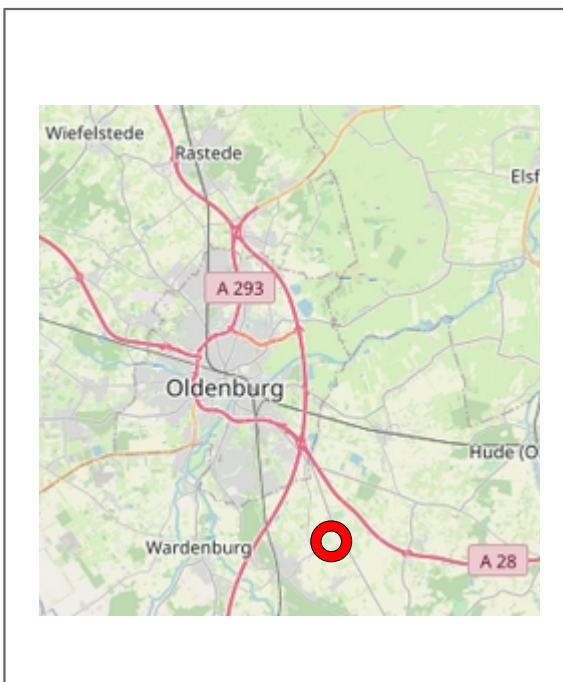 Wiefelstede
Rastede
Elsf
A 293
Oldenburg
Hude (O
Wardenburg
A 28